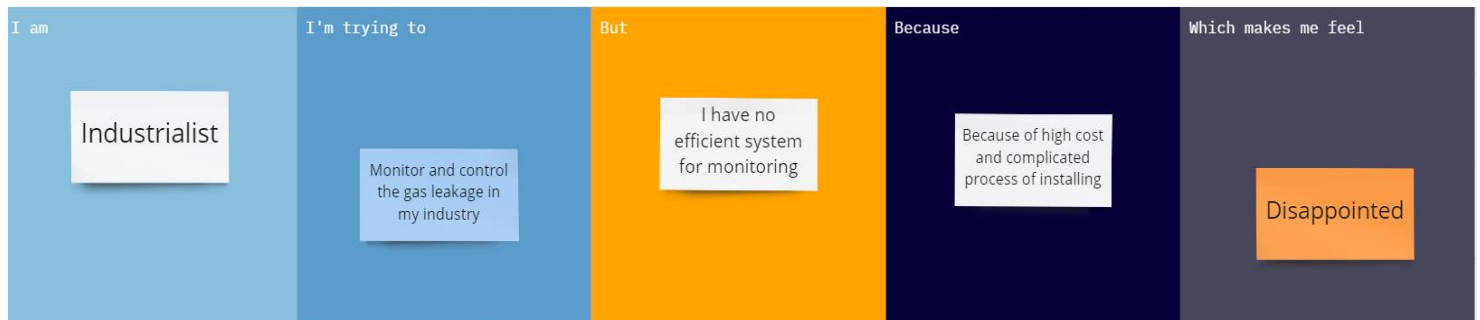 I am
Industrialist
I'm trying to
Monitor and control
the gas leakage in
my industry
But
I have no
efficient system
for monitoring
Because
Because of high cost
and complicated
process of installing
Which makes me feel
Disappointed